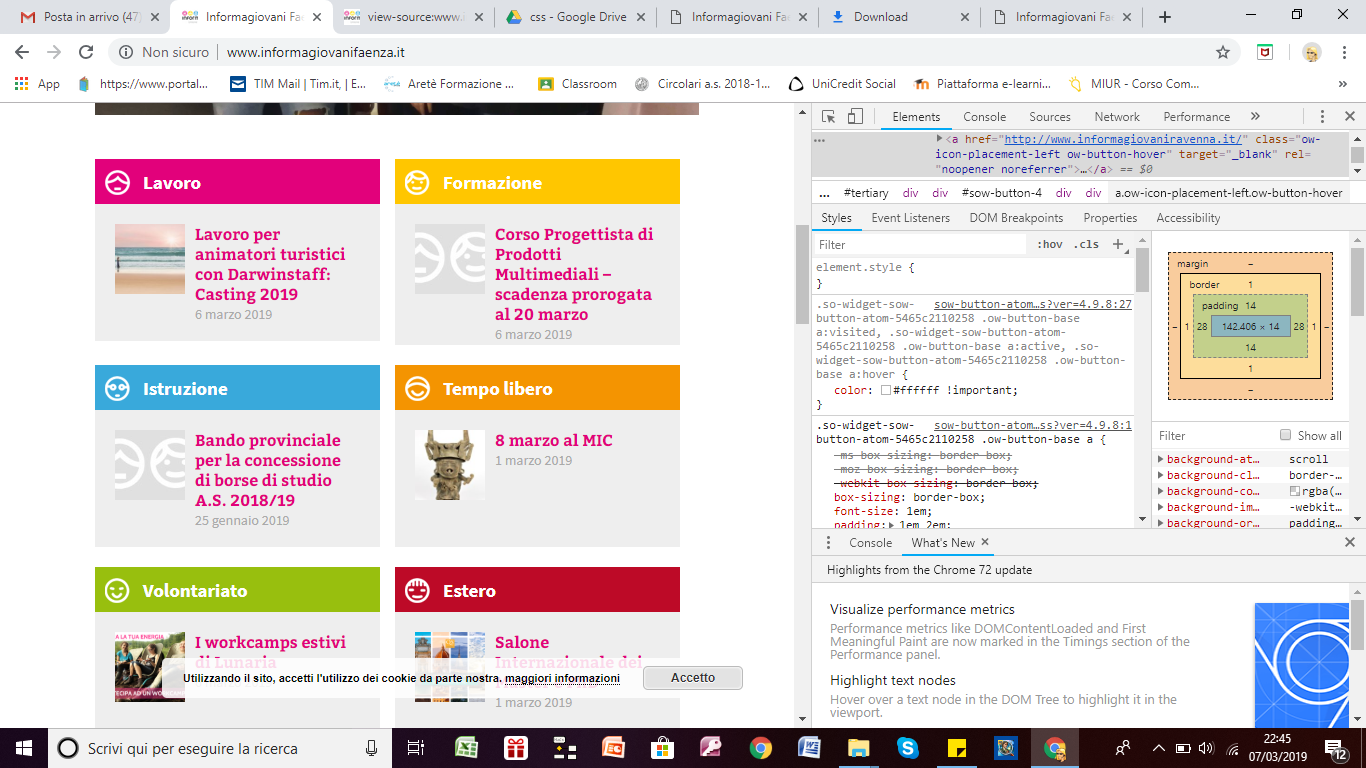 Posta in arrivo (47)
Informagiovani Fae
view-source:www.i
css - Google Drive
Informagiovani Fae
Download
Informagiovani Fae
Non sicuro | www.informagiovanifaenza.it
App
https://www.portal...
TIM Mail | Tim.it, | E...
Aretè Formazione ...
Classroom
Circolari a.s. 2018-1...
UniCredit Social
Piattaforma e-learni...
MIUR - Corso Com...
»
Lavoro
Lavoro per
animatori turistici
con Darwinstaff:
Casting 2019
6 marzo 2019
Formazione
Corso Progettista di
Prodotti
Multimediali –
scadenza prorogata
al 20 marzo
6 marzo 2019
Istruzione
Bando provinciale
per la concessione
di borse di studio
A.S. 2018/19
25 gennaio 2019
Tempo libero
8 marzo al MIC
1 marzo 2019
Volontariato
I workcamps estivi
di Lunaria
Estero
Salone
Internazionale dei
1 marzo 2019
Utilizzando il sito, accetti l'utilizzo dei cookie da parte nostra. maggiori informazioni
Accetto
Elements
Console
Sources
Network
Performance
»
<a href="http://www.informagiovaniravenna.it/" class="ow-
icon-placement-left ow-button-hover" target="_blank" rel=
"noopener noreferrer">…</a> == $0
... #tertiary div div #sow-button-4 div div a.ow-icon-placement-left.ow-button-hover
Styles
Event Listeners
DOM Breakpoints
Properties
Accessibility
Filter
:hov .cls +
element.style {
}
.so-widget-sow- sow-button-atom…s?ver=4.9.8:27
button-atom-5465c2110258 .ow-button-base
a:visited, .so-widget-sow-button-atom-
5465c2110258 .ow-button-base a:active, .so-
widget-sow-button-atom-5465c2110258 .ow-button-
base a:hover {
color: #ffffff !important;
}
.so-widget-sow- sow-button-atom…ss?ver=4.9.8:1
button-atom-5465c2110258 .ow-button-base a {
-ms-box-sizing: border-box;
-moz-box-sizing: border-box;
-webkit-box-sizing: border-box;
box-sizing: border-box;
font-size: 1em;
padding: 1em 2em;
margin –
border 1
padding 14
– 1 28 142.406 × 14 28 1 –
14
1
–
Filter
Show all
background-at… scroll
background-cl… border-…
background-co… rgba(…
background-im… -webkit…
background-or… padding…
Console
What's New
Highlights from the Chrome 72 update
Visualize performance metrics
Performance metrics like DOMContentLoaded and First
Meaningful Paint are now marked in the Timings section of the
Performance panel.
Highlight text nodes
Hover over a text node in the DOM Tree to highlight it in the
viewport.
Scrivi qui per eseguire la ricerca
22:45
07/03/2019
12